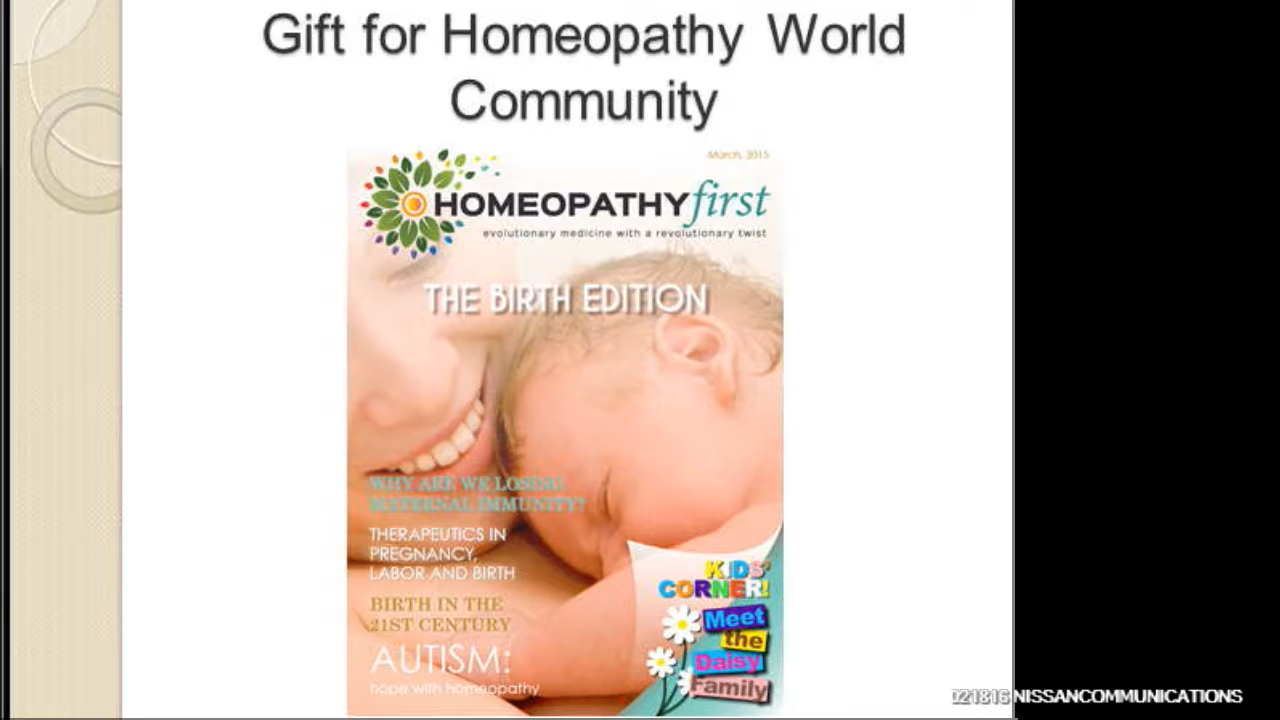 Gift for Homeopathy World
Community
March, 2015
HOMEOPATHYfirst
evolutionary medicine with a revolutionary twist
THE BIRTH EDITION
WHY ARE WE LOSING
MATERNAL IMMUNITY?
THERAPEUTICS IN
PREGNANCY,
LABOR AND BIRTH
BIRTH IN THE
21ST CENTURY
AUTISM:
hope with homeopathy
KIDS'
CORNER!
Meet
the
Daisy
Family
021816 NISSANCOMMUNICATIONS